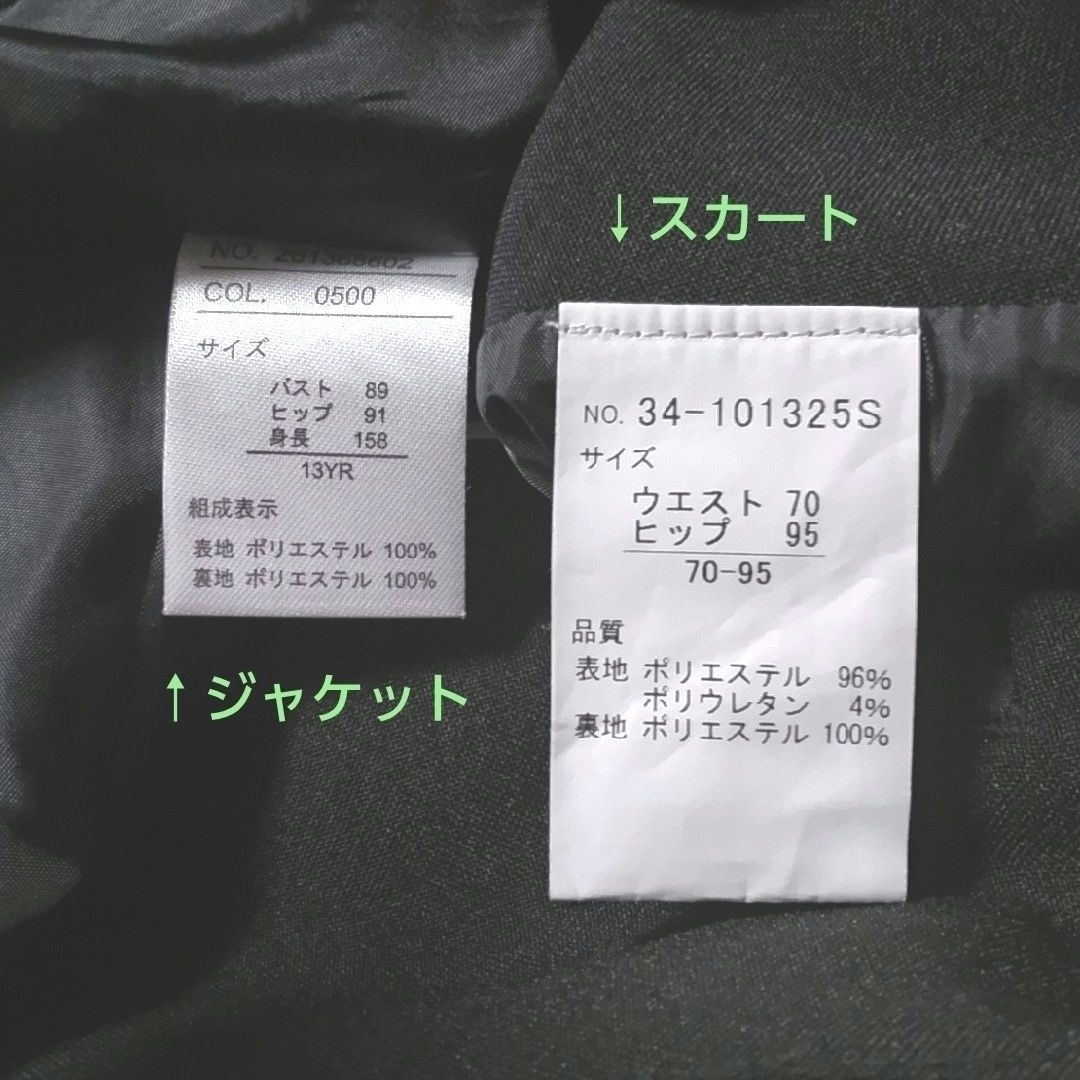 ↓スカート
COL. 0500
サイズ
バスト 89
ヒップ 91
身長 158
13YR
組成表示
表地 ポリエステル 100%
裏地 ポリエステル 100%
↑ジャケット
NO. 34-101325S
サイズ
ウエスト 70
ヒップ 95
70-95
品質
表地 ポリエステル 96%
ポリウレタン 4%
裏地 ポリエステル 100%